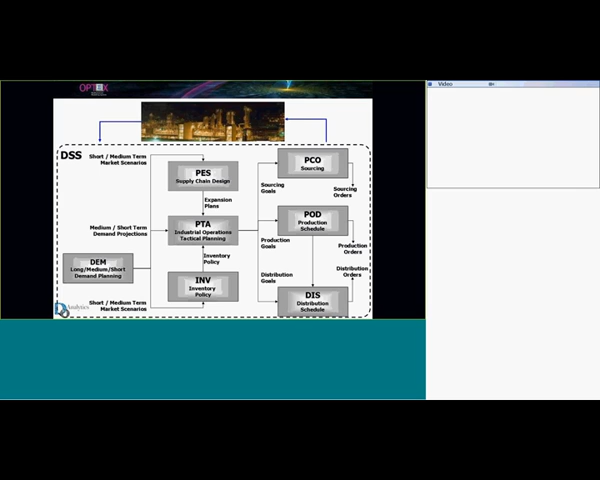 OPTEX
Video
DSS
Short / Medium Term
Market Scenarios
PES
Supply Chain Design
PCO
Sourcing
Sourcing
Goals
Sourcing
Orders
Expansion
Plans
Medium / Short Term
Demand Projections
PTA
Industrial Operations
Tactical Planning
POD
Production
Schedule
Production
Goals
Production
Orders
Inventory
Policy
DEM
Long/Medium/Short
Demand Planning
INV
Inventory
Policy
Distribution
Goals
Distribution
Orders
DIS
Distribution
Schedule
Short / Medium Term
Market Scenarios
DO Analytics